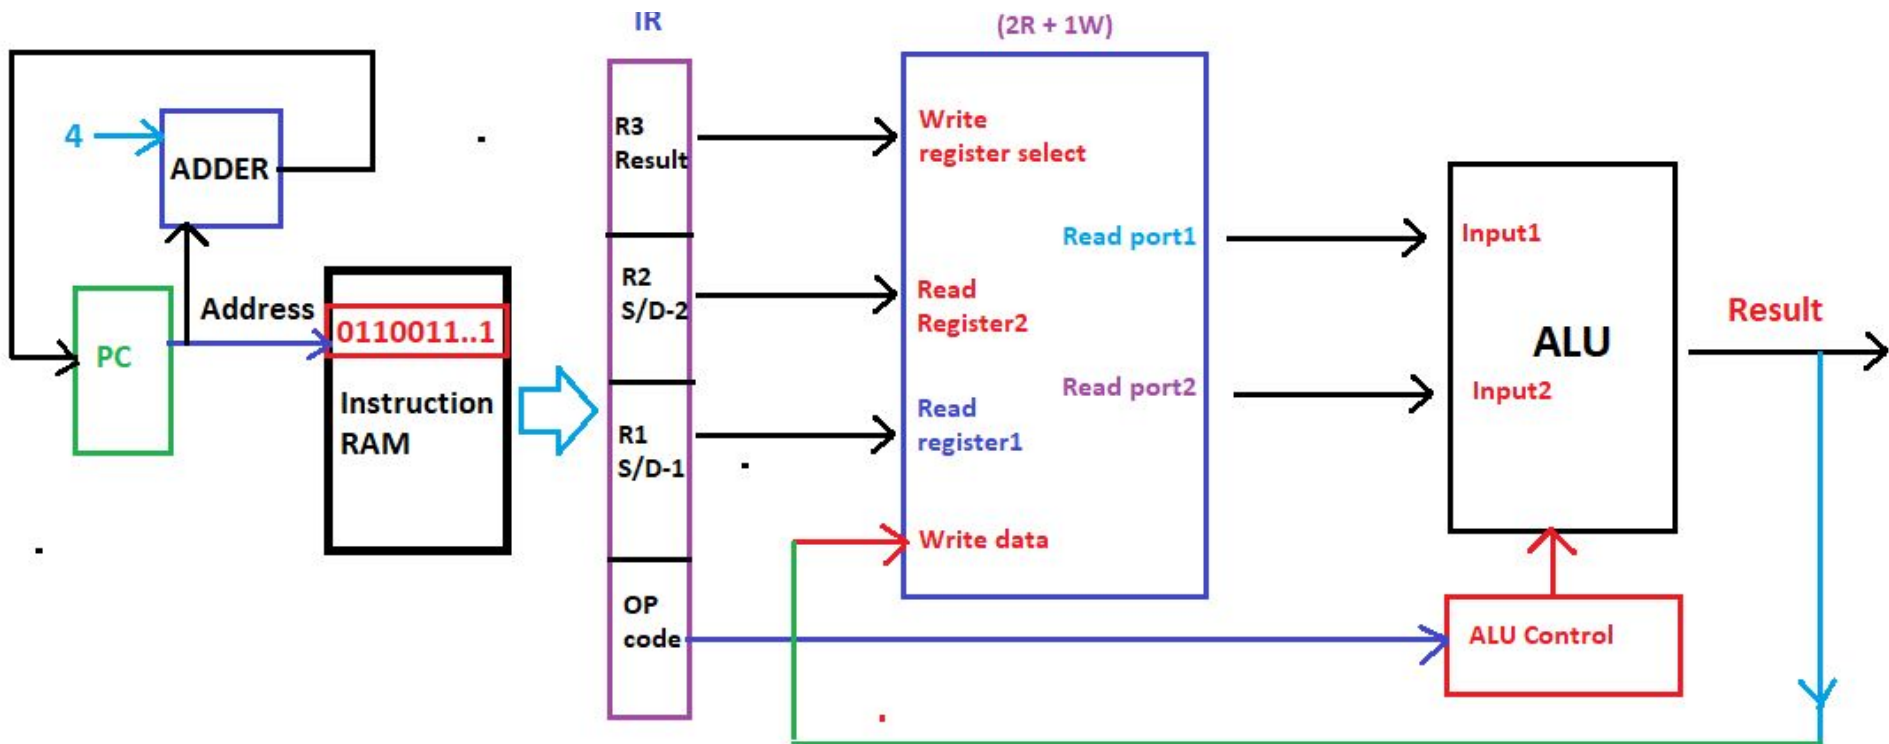 IR
(2R + 1W)
4
ADDER
Address
PC
0110011..1
Instruction
RAM
R3
Result
R2
S/D-2
R1
S/D-1
OP
code
Write
register select
Read port1
Read
Register2
Read port2
Read
register1
Write data
Input1
ALU
Input2
Result
ALU Control